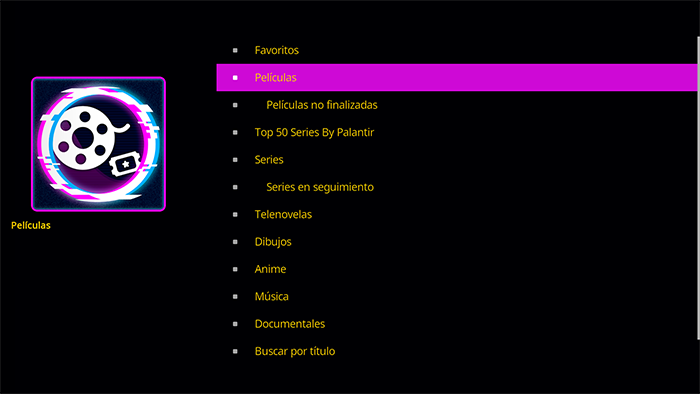 Favoritos
Películas
Películas no finalizadas
Top 50 Series By Palantir
Series
Series en seguimiento
Telenovelas
Películas
Dibujos
Anime
Música
Documentales
Buscar por título